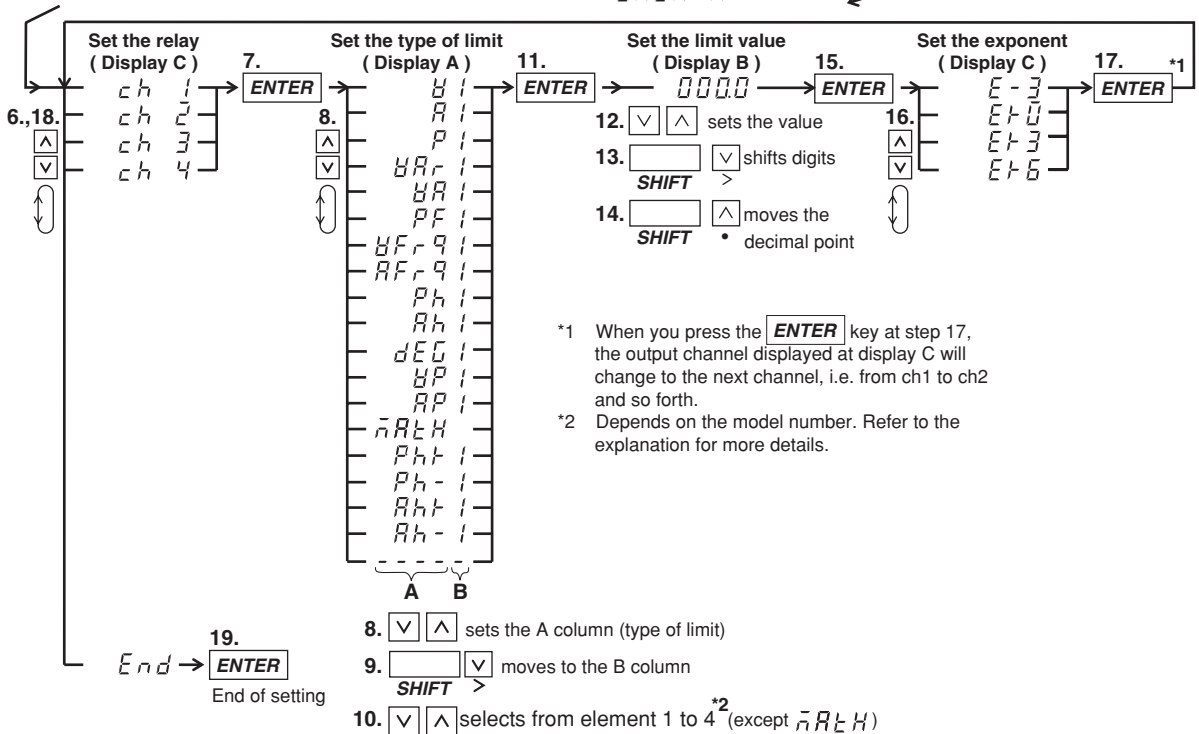 Set the relay
( Display C )
6.,18.
ch 1
ch 2
ch 3
ch 4
7.
ENTER
Set the type of limit
( Display A )
8.
V 1
A 1
P 1
VAr 1
VA 1
PF 1
VFrq 1
AFrq 1
Ph 1
Ah 1
dEG 1
VP 1
AP 1
MAtH
Ph+ 1
Ph- 1
Ah+ 1
Ah- 1
- - - - -
A B
11.
ENTER
Set the limit value
( Display B )
000.0
12. sets the value
13. shifts digits
SHIFT >
14. moves the
SHIFT • decimal point
15.
ENTER
Set the exponent
( Display C )
16.
E-3
E+0
E+3
E+6
17.
ENTER
*1
*1 When you press the ENTER key at step 17,
the output channel displayed at display C will
change to the next channel, i.e. from ch1 to ch2
and so forth.
*2 Depends on the model number. Refer to the
explanation for more details.
8. sets the A column (type of limit)
9. moves to the B column
SHIFT >
10. selects from element 1 to 4*2 (except MAtH)
End
19.
ENTER
End of setting